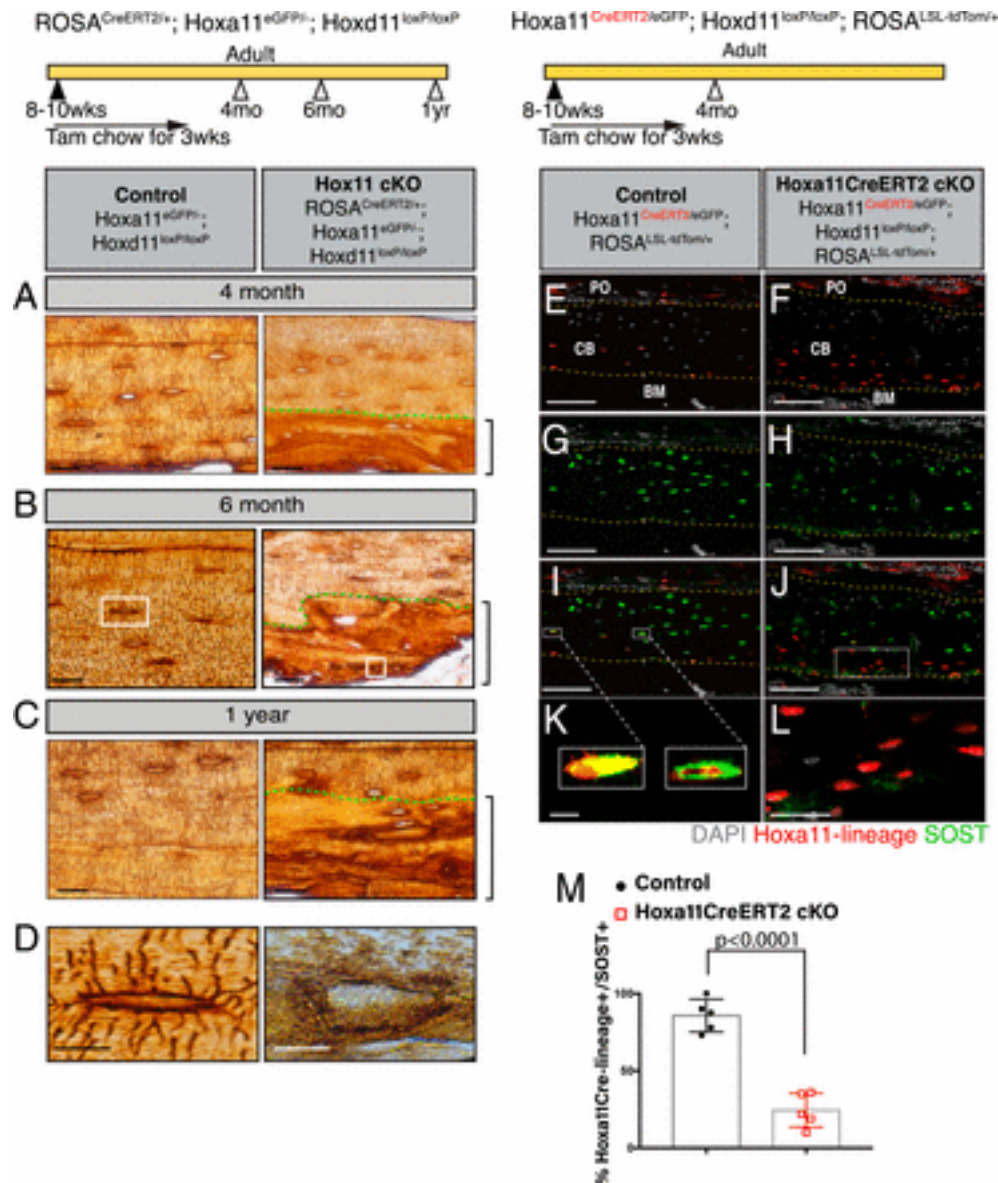 ROSACreERT2/+; Hoxa11eGFP/-; Hoxd11loxP/loxP
Adult
8-10wks
4mo
6mo
1yr
Tam chow for 3wks
Hoxa11CreERT2/eGFP; Hoxd11loxP/loxP; ROSALSL-tdTom/+
Adult
8-10wks
4mo
Tam chow for 3wks
Control
Hoxa11eGFP/-;
Hoxd11loxP/loxP
Hox11 cKO
ROSACreERT2/+;
Hoxa11eGFP/-;
Hoxd11loxP/loxP
A
4 month
B
6 month
C
1 year
D
Control
Hoxa11CreERT2/eGFP;
ROSALSL-tdTom/+
Hoxa11CreERT2 cKO
Hoxa11CreERT2/eGFP;
Hoxd11loxP/loxP;
ROSALSL-tdTom/+
E
PO
CB
BM
F
PO
CB
BM
G
H
I
J
K
L
DAPI Hoxa11-lineage SOST
M
Control
Hoxa11CreERT2 cKO
p<0.0001
% Hoxa11Cre-lineage+/SOST+
100
50
0